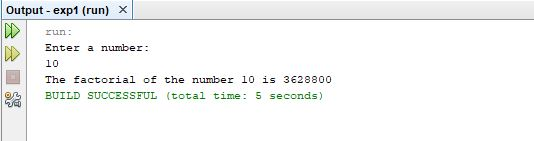 Output - exp1 (run) ×
run:
Enter a number:
10
The factorial of the number 10 is 3628800
BUILD SUCCESSFUL (total time: 5 seconds)